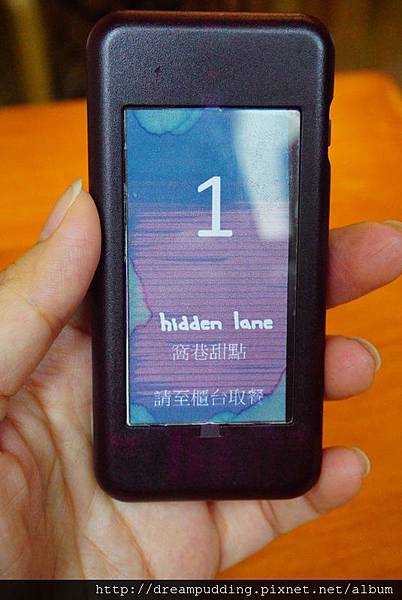 1
hidden lane
窩巷甜點
請至櫃台取餐
http://dreampudding.pixnet.net/album